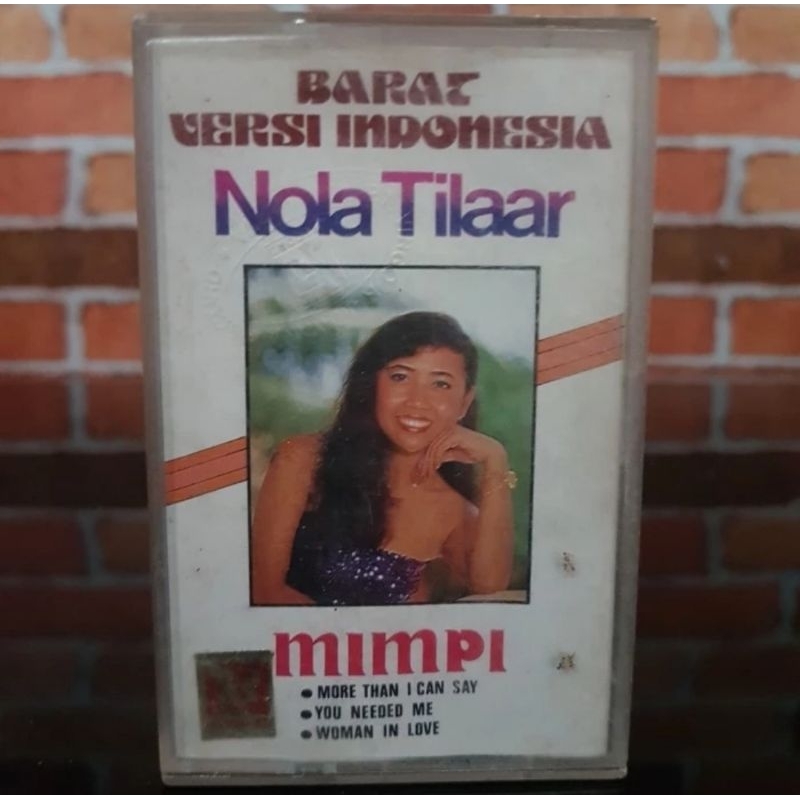 BARAT
VERSI INDONESIA
Nola Tilaar
MIMPI
• MORE THAN I CAN SAY
• YOU NEEDED ME
• WOMAN IN LOVE